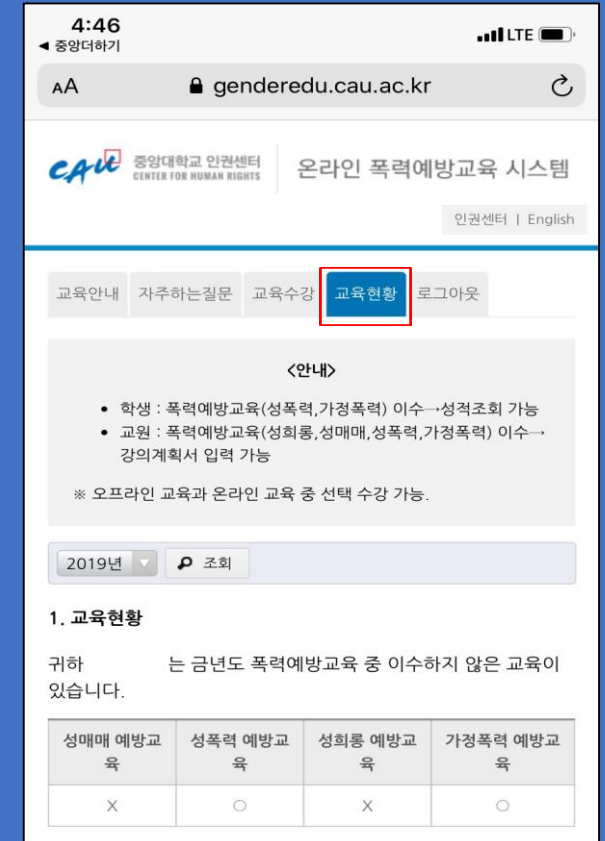 4:46
LTE
◀ 중앙더하기
AA genderedu.cau.ac.kr
CAU 중앙대학교 인권센터
CENTER FOR HUMAN RIGHTS
온라인 폭력예방교육 시스템
인권센터 | English
교육안내 자주하는질문 교육수강 교육현황 로그아웃
<안내>
• 학생 : 폭력예방교육(성폭력,가정폭력) 이수→성적조회 가능
• 교원 : 폭력예방교육(성희롱,성매매,성폭력,가정폭력) 이수→
강의계획서 입력 가능
※ 오프라인 교육과 온라인 교육 중 선택 수강 가능.
2019년 조회
1. 교육현황
귀하 는 금년도 폭력예방교육 중 이수하지 않은 교육이
있습니다.
성매매 예방교 성폭력 예방교 성희롱 예방교 가정폭력 예방교
육 육 육 육
X ○ X ○